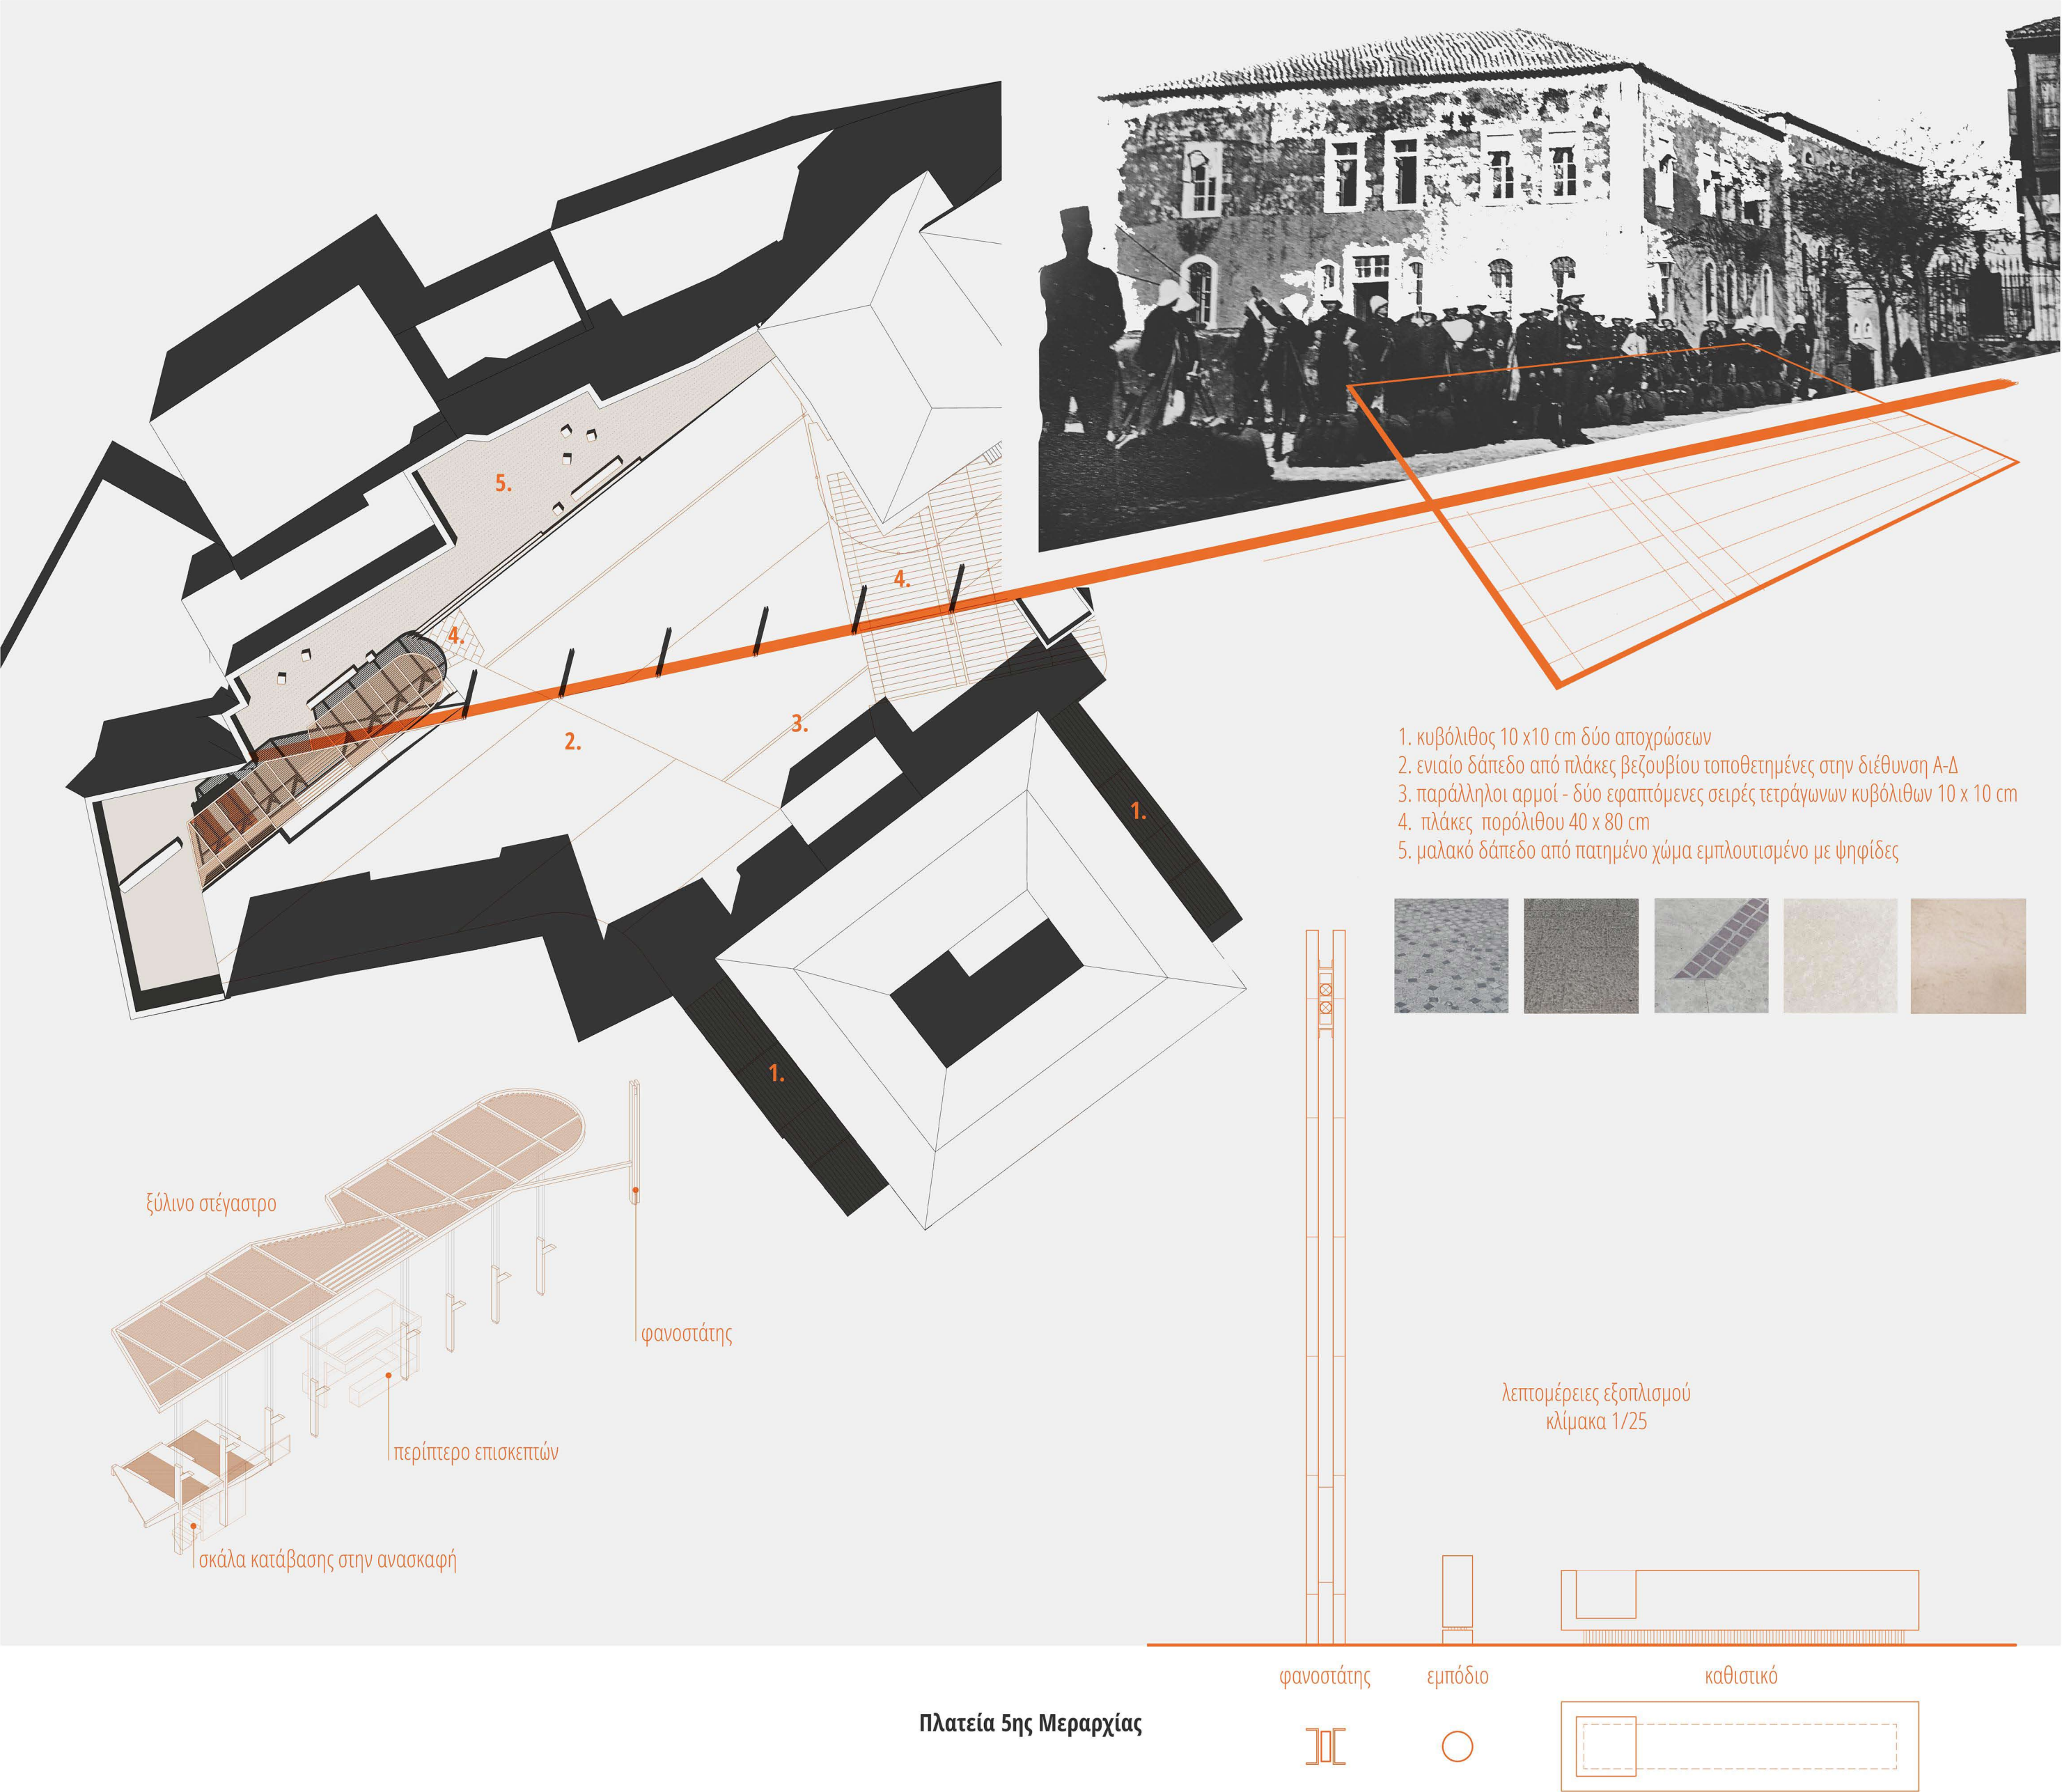 5.
4.
4.
3.
2.
1.
1.
1. κυβόλιθος 10 x10 cm δύο αποχρώσεων
2. ενιαίο δάπεδο από πλάκες βεζουβίου τοποθετημένες στην διέθυνση Α-Δ
3. παράλληλοι αρμοί - δύο εφαπτόμενες σειρές τετράγωνων κυβόλιθων 10 x 10 cm
4. πλάκες πορόλιθου 40 x 80 cm
5. μαλακό δάπεδο από πατημένο χώμα εμπλουτισμένο με ψηφίδες
ξύλινο στέγαστρο
φανοστάτης
περίπτερο επισκεπτών
σκάλα κατάβασης στην ανασκαφή
λεπτομέρειες εξοπλισμού
κλίμακα 1/25
φανοστάτης
εμπόδιο
καθιστικό
Πλατεία 5ης Μεραρχίας